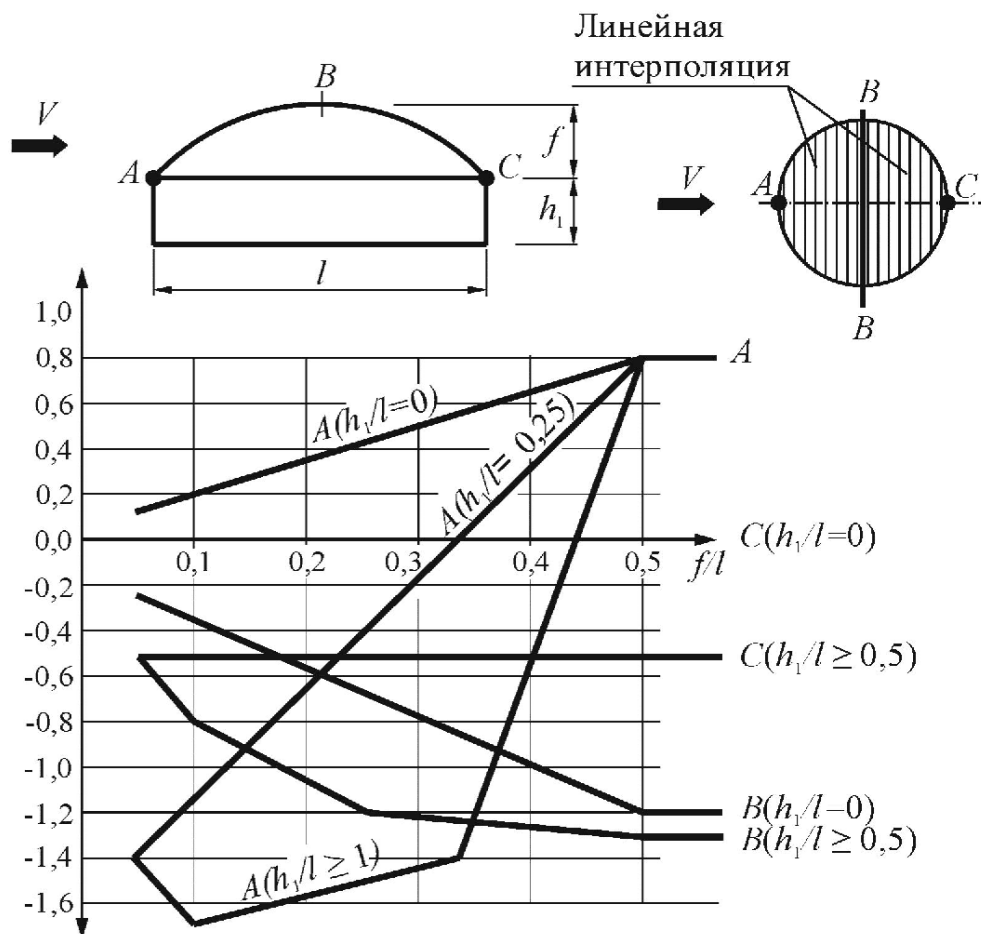 Линейная
интерполяция
B
V
f
A
C
h₁
l
B
V
A
C
B
1,0
0,8
A
0,6
A(h₁/l=0)
A(h₁/l= 0,25)
0,4
0,2
0,0
C(h₁/l=0)
0,1
0,2
0,3
0,4
0,5
f/l
-0,2
-0,4
C(h₁/l ≥ 0,5)
-0,6
-0,8
-1,0
-1,2
B(h₁/l=0)
B(h₁/l ≥ 0,5)
-1,4
A(h₁/l ≥ 1)
-1,6